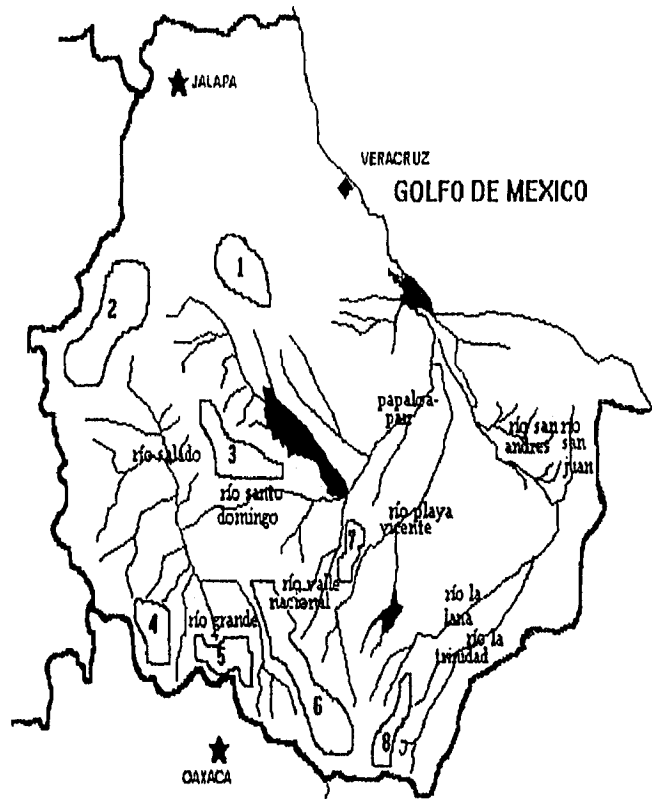 JALAPA
VERACRUZ
GOLFO DE MEXICO
1
2
papaloa-
pan
río san
andres
río
san
juan
río salado
3
río santo
domingo
río playa
vicente
7
río valle
nacional
río la
lana
4
río grande
río la
trinidad
5
6
8
OAXACA